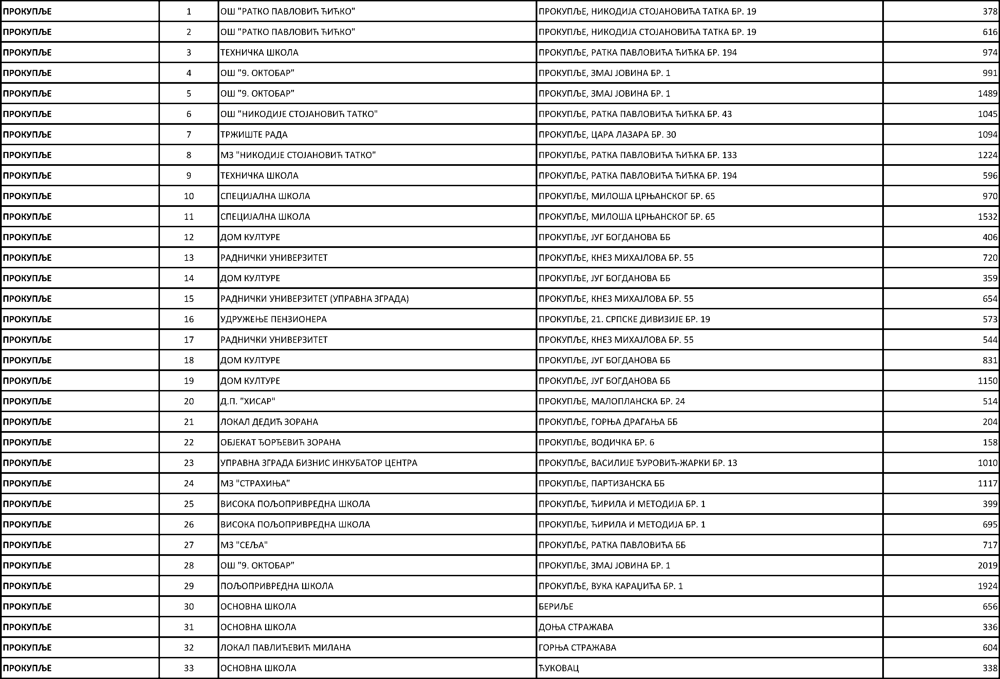 ПРОКУПЉЕ 1 ОШ "РАТКО ПАВЛОВИЋ ЋИЋКО" ПРОКУПЉЕ, НИКОДИЈА СТОЈАНОВИЋА ТАТКА БР. 19 378
ПРОКУПЉЕ 2 ОШ "РАТКО ПАВЛОВИЋ ЋИЋКО" ПРОКУПЉЕ, НИКОДИЈА СТОЈАНОВИЋА ТАТКА БР. 19 616
ПРОКУПЉЕ 3 ТЕХНИЧКА ШКОЛА ПРОКУПЉЕ, РАТКА ПАВЛОВИЋА ЋИЋКА БР. 194 974
ПРОКУПЉЕ 4 ОШ "9. ОКТОБАР" ПРОКУПЉЕ, ЗМАЈ ЈОВИНА БР. 1 991
ПРОКУПЉЕ 5 ОШ "9. ОКТОБАР" ПРОКУПЉЕ, ЗМАЈ ЈОВИНА БР. 1 1489
ПРОКУПЉЕ 6 ОШ "НИКОДИЈЕ СТОЈАНОВИЋ ТАТКО" ПРОКУПЉЕ, РАТКА ПАВЛОВИЋА ЋИЋКА БР. 43 1045
ПРОКУПЉЕ 7 ТРЖИШТЕ РАДА ПРОКУПЉЕ, ЦАРА ЛАЗАРА БР. 30 1094
ПРОКУПЉЕ 8 МЗ "НИКОДИЈЕ СТОЈАНОВИЋ ТАТКО" ПРОКУПЉЕ, РАТКА ПАВЛОВИЋА ЋИЋКА БР. 133 1224
ПРОКУПЉЕ 9 ТЕХНИЧКА ШКОЛА ПРОКУПЉЕ, РАТКА ПАВЛОВИЋА ЋИЋКА БР. 194 596
ПРОКУПЉЕ 10 СПЕЦИЈАЛНА ШКОЛА ПРОКУПЉЕ, МИЛОША ЦРЊАНСКОГ БР. 65 970
ПРОКУПЉЕ 11 СПЕЦИЈАЛНА ШКОЛА ПРОКУПЉЕ, МИЛОША ЦРЊАНСКОГ БР. 65 1532
ПРОКУПЉЕ 12 ДОМ КУЛТУРЕ ПРОКУПЉЕ, ЈУГ БОГДАНОВА ББ 406
ПРОКУПЉЕ 13 РАДНИЧКИ УНИВЕРЗИТЕТ ПРОКУПЉЕ, КНЕЗ МИХАЈЛОВА БР. 55 720
ПРОКУПЉЕ 14 ДОМ КУЛТУРЕ ПРОКУПЉЕ, ЈУГ БОГДАНОВА ББ 359
ПРОКУПЉЕ 15 РАДНИЧКИ УНИВЕРЗИТЕТ (УПРАВНА ЗГРАДА) ПРОКУПЉЕ, КНЕЗ МИХАЈЛОВА БР. 55 654
ПРОКУПЉЕ 16 УДРУЖЕЊЕ ПЕНЗИОНЕРА ПРОКУПЉЕ, 21. СРПСКЕ ДИВИЗИЈЕ БР. 19 573
ПРОКУПЉЕ 17 РАДНИЧКИ УНИВЕРЗИТЕТ ПРОКУПЉЕ, КНЕЗ МИХАЈЛОВА БР. 55 544
ПРОКУПЉЕ 18 ДОМ КУЛТУРЕ ПРОКУПЉЕ, ЈУГ БОГДАНОВА ББ 831
ПРОКУПЉЕ 19 ДОМ КУЛТУРЕ ПРОКУПЉЕ, ЈУГ БОГДАНОВА ББ 1150
ПРОКУПЉЕ 20 Д.П. "ХИСАР" ПРОКУПЉЕ, МАЛОПЛАНСКА БР. 24 514
ПРОКУПЉЕ 21 ЛОКАЛ ДЕДИЋ ЗОРАНА ПРОКУПЉЕ, ГОРЊА ДРАГАЊА ББ 204
ПРОКУПЉЕ 22 ОБЈЕКАТ ЂОРЂЕВИЋ ЗОРАНА ПРОКУПЉЕ, ВОДИЧКА БР. 6 158
ПРОКУПЉЕ 23 УПРАВНА ЗГРАДА БИЗНИС ИНКУБАТОР ЦЕНТРА ПРОКУПЉЕ, ВАСИЛИЈЕ ЂУРОВИЋ-ЖАРКИ БР. 13 1010
ПРОКУПЉЕ 24 МЗ "СТРАХИЊА" ПРОКУПЉЕ, ПАРТИЗАНСКА ББ 1117
ПРОКУПЉЕ 25 ВИСОКА ПОЉОПРИВРЕДНА ШКОЛА ПРОКУПЉЕ, ЋИРИЛА И МЕТОДИЈА БР. 1 399
ПРОКУПЉЕ 26 ВИСОКА ПОЉОПРИВРЕДНА ШКОЛА ПРОКУПЉЕ, ЋИРИЛА И МЕТОДИЈА БР. 1 695
ПРОКУПЉЕ 27 МЗ "СЕЉА" ПРОКУПЉЕ, РАТКА ПАВЛОВИЋА ББ 717
ПРОКУПЉЕ 28 ОШ "9. ОКТОБАР" ПРОКУПЉЕ, ЗМАЈ ЈОВИНА БР. 1 2019
ПРОКУПЉЕ 29 ПОЉОПРИВРЕДНА ШКОЛА ПРОКУПЉЕ, ВУКА КАРАЏИЋА БР. 1 1924
ПРОКУПЉЕ 30 ОСНОВНА ШКОЛА БЕРИЉЕ 656
ПРОКУПЉЕ 31 ОСНОВНА ШКОЛА ДОЊА СТРАЖАВА 336
ПРОКУПЉЕ 32 ЛОКАЛ ПАВЛИЋЕВИЋ МИЛАНА ГОРЊА СТРАЖАВА 604
ПРОКУПЉЕ 33 ОСНОВНА ШКОЛА ЋУКОВАЦ 338